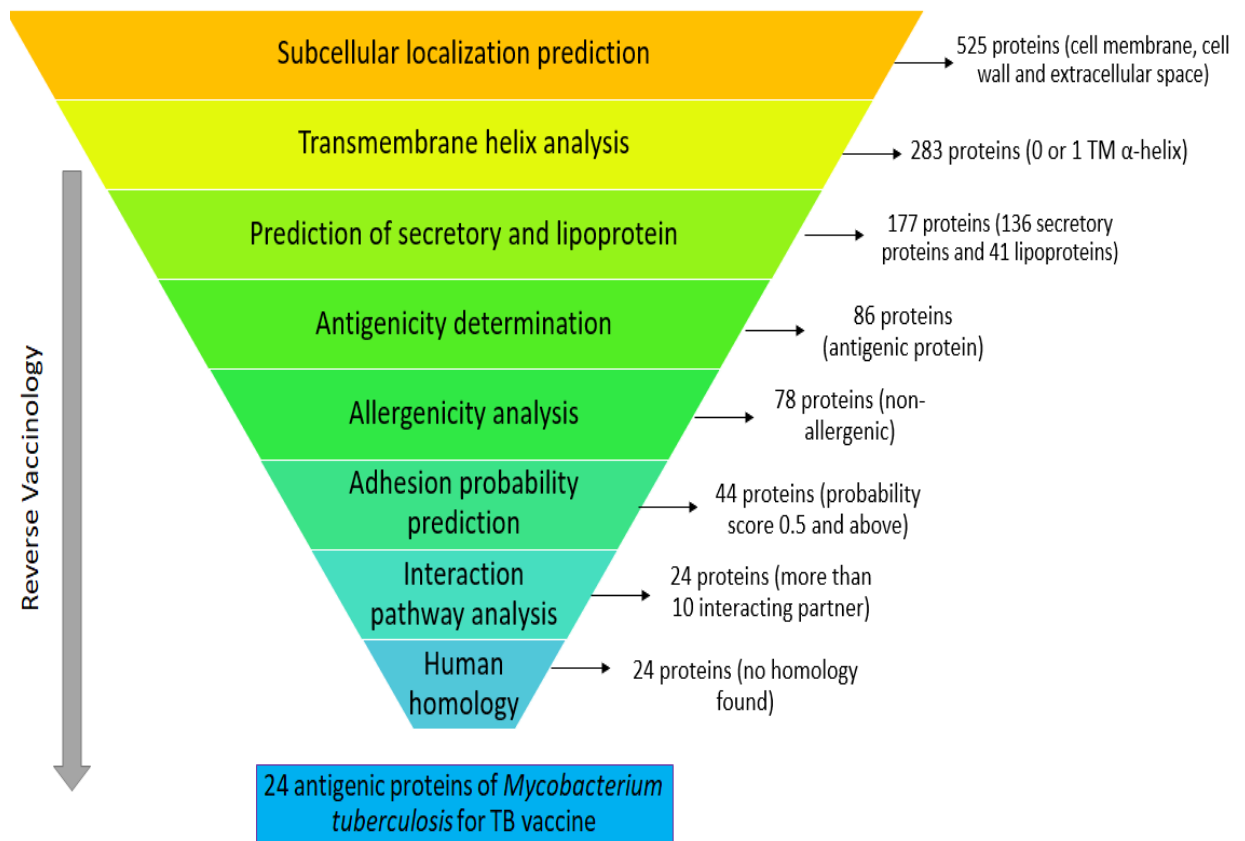 Subcellular localization prediction
525 proteins (cell membrane, cell
wall and extracellular space)
Transmembrane helix analysis
283 proteins (0 or 1 TM α-helix)
Prediction of secretory and lipoprotein
177 proteins (136 secretory
proteins and 41 lipoproteins)
Antigenicity determination
86 proteins
(antigenic protein)
Allergenicity analysis
78 proteins (non-
allergenic)
Adhesion probability
prediction
44 proteins (probability
score 0.5 and above)
Interaction
pathway analysis
24 proteins (more than
10 interacting partner)
Human
homology
24 proteins (no homology
found)
Reverse Vaccinology
24 antigenic proteins of Mycobacterium
tuberculosis for TB vaccine